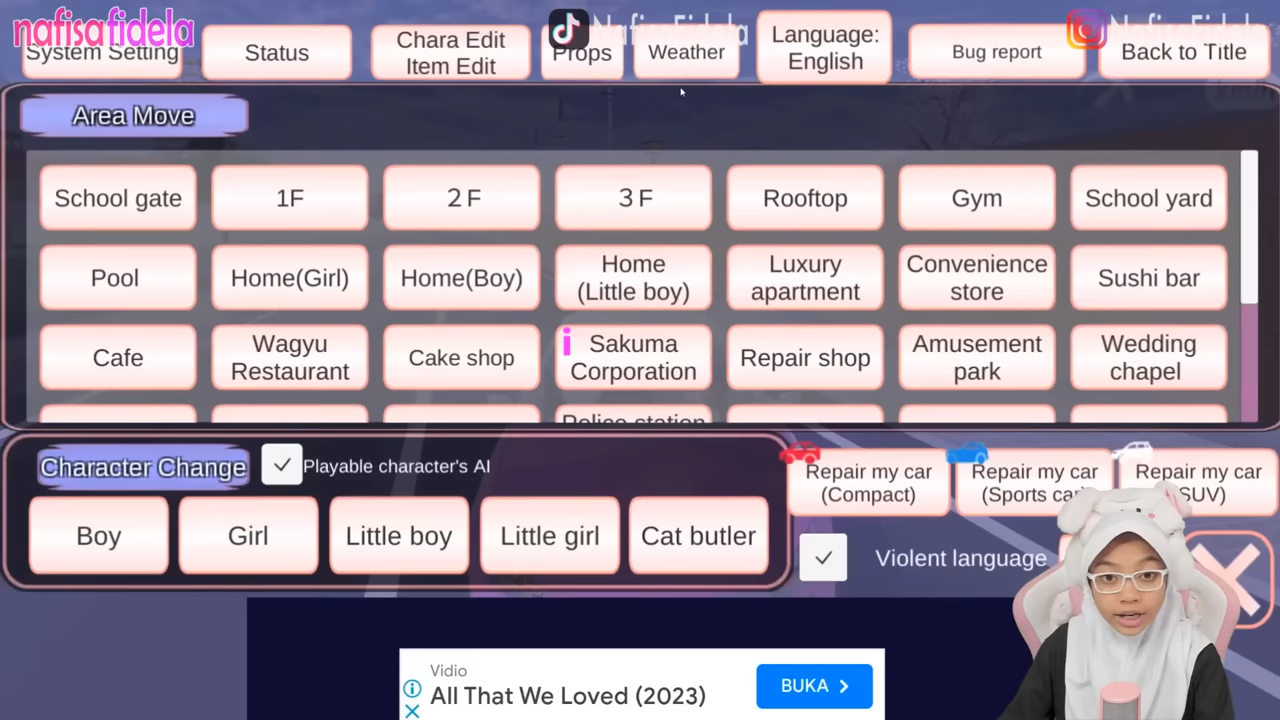 nafisafidela
NafisaFidela
NafisaFidela
System Setting
Status
Chara Edit
Item Edit
Props
Weather
Language:
English
Bug report
Back to Title
Area Move
School gate
1F
2F
3F
Rooftop
Gym
School yard
Pool
Home(Girl)
Home(Boy)
Home
(Little boy)
Luxury
apartment
Convenience
store
Sushi bar
Cafe
Wagyu
Restaurant
Cake shop
i
Sakuma
Corporation
Repair shop
Amusement
park
Wedding
chapel
Police station
Character Change
Playable character's AI
Repair my car
(Compact)
Repair my car
(Sports car)
Repair my car
(SUV)
Boy
Girl
Little boy
Little girl
Cat butler
Violent language
Vidio
All That We Loved (2023)
BUKA